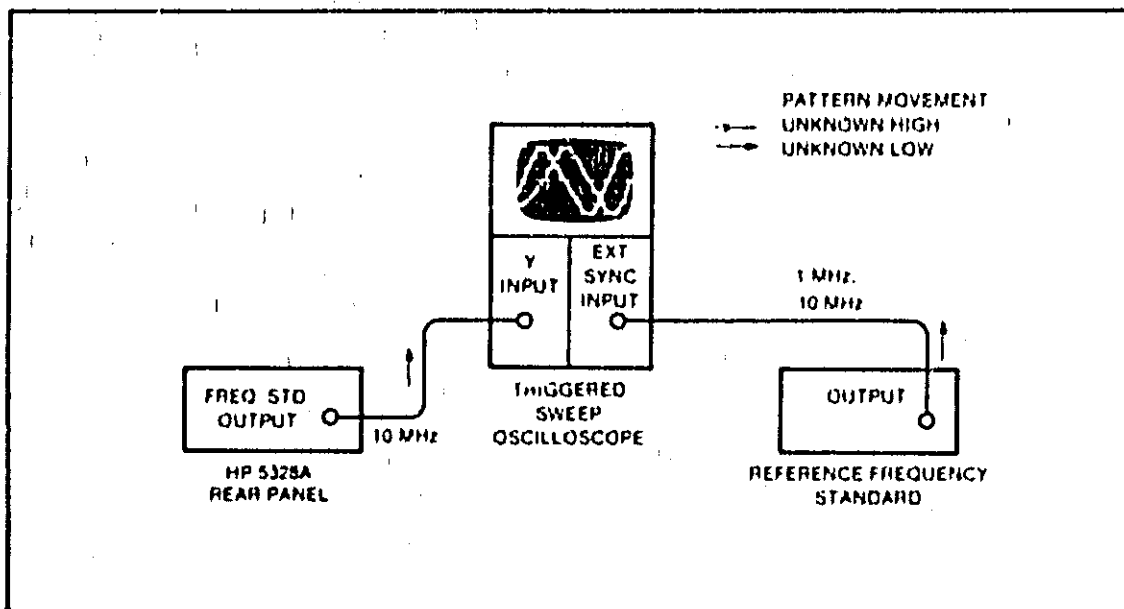 PATTERN MOVEMENT
UNKNOWN HIGH
UNKNOWN LOW
Y
INPUT
EXT
SYNC
INPUT
1 MHz,
10 MHz
FREQ STD
OUTPUT
10 MHz
TRIGGERED
SWEEP
OSCILLOSCOPE
OUTPUT
HP 5328A
REAR PANEL
REFERENCE FREQUENCY
STANDARD